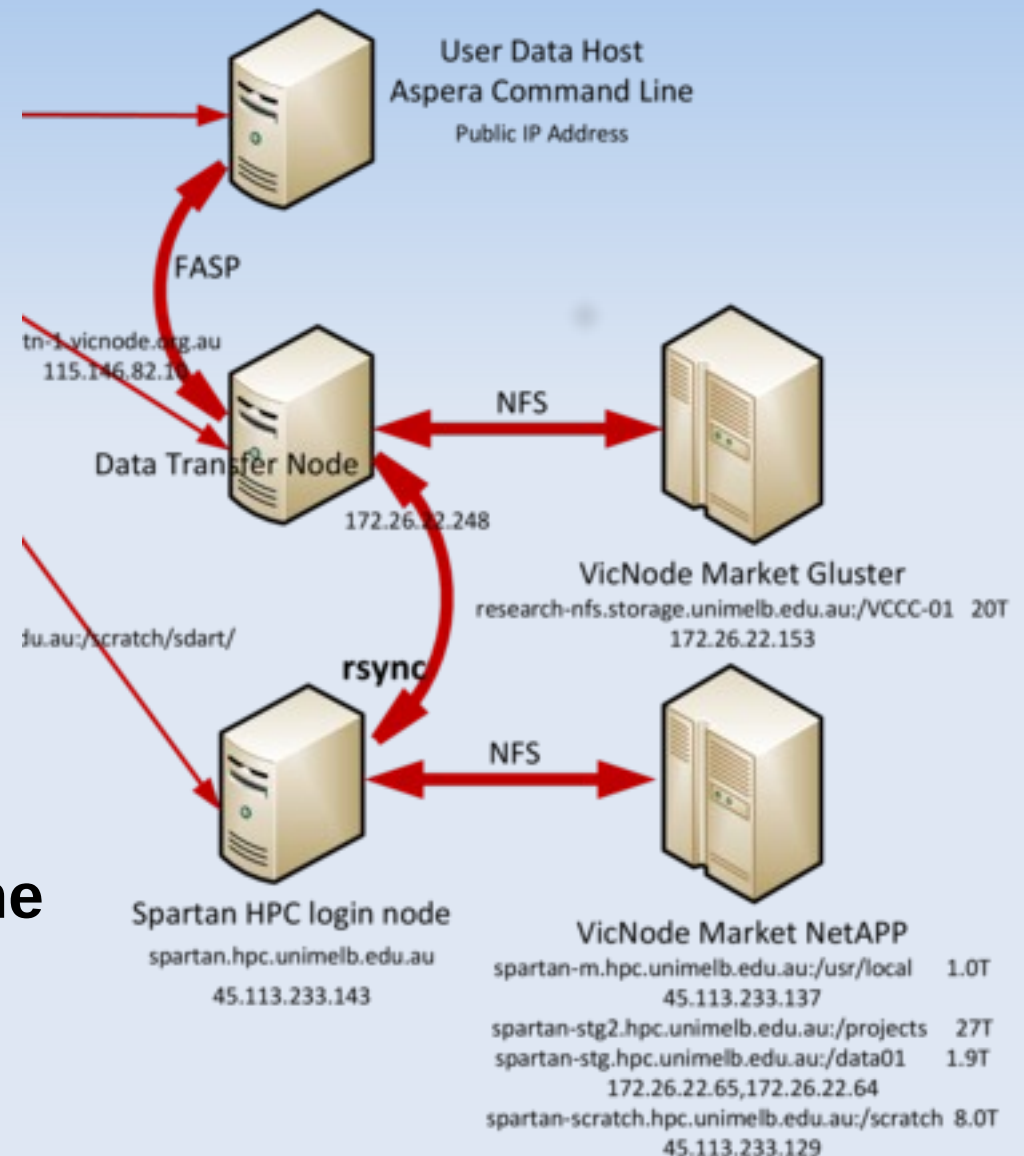 User Data Host
Aspera Command Line
Public IP Address
FASP
tn-1.vicnode.org.au
115.146.82.10
NFS
Data Transfer Node
172.26.22.248
VicNode Market Gluster
research-nfs.storage.unimelb.edu.au:/VCCC-01 20T
172.26.22.153
du.au:/scratch/sdart/
rsync
NFS
ne
Spartan HPC login node
spartan.hpc.unimelb.edu.au
45.113.233.143
VicNode Market NetAPP
spartan-m.hpc.unimelb.edu.au:/usr/local 1.0T
45.113.233.137
spartan-stg2.hpc.unimelb.edu.au:/projects 27T
spartan-stg.hpc.unimelb.edu.au:/data01 1.9T
172.26.22.65,172.26.22.64
spartan-scratch.hpc.unimelb.edu.au:/scratch 8.0T
45.113.233.129